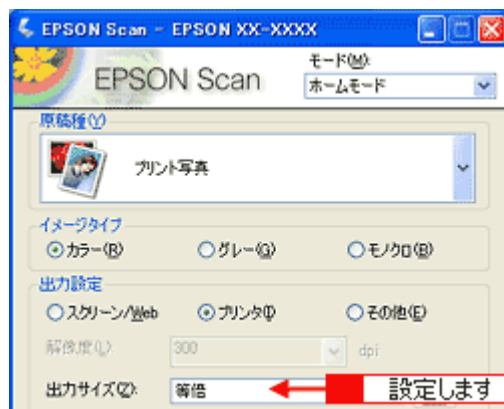 EPSON Scan - EPSON XX-XXXX
EPSON Scan
モード(M):
ホームモード
原稿種(Y)
プリント写真
イメージタイプ
カラー(R) グレー(G) モノクロ(B)
出力設定
スクリーン/Web プリンタ(I) その他(E)
解像度(L): 300 dpi
出力サイズ(Z): 等倍 設定します